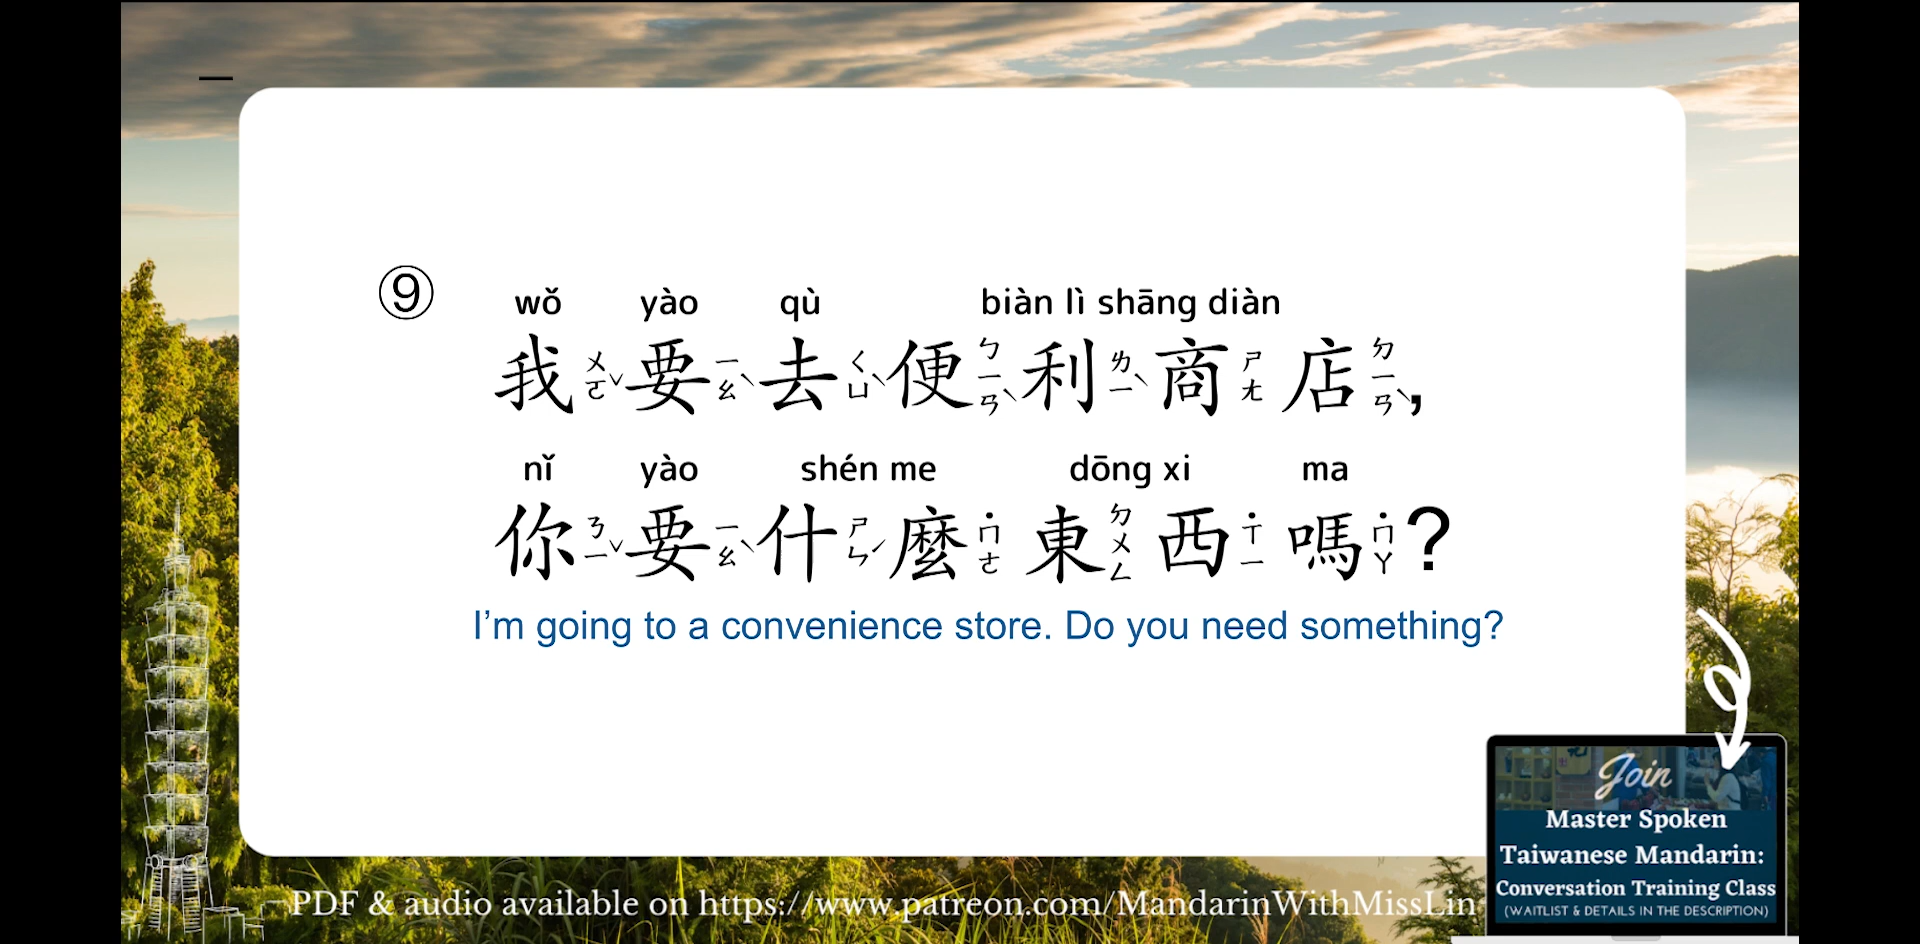 ⑨
wǒ yào qù biàn lì shāng diàn
我ㄨㄛˇ要ㄧㄠˋ去ㄑㄩˋ便ㄅㄧㄢˋ利ㄌㄧˋ商ㄕㄤ店ㄉㄧㄢˋ,
nǐ yào shén me dōng xi ma
你ㄋㄧˇ要ㄧㄠˋ什ㄕㄣˊ麼˙ㄇㄜ東ㄉㄨㄥ西˙ㄒㄧ嗎˙ㄇㄚ?
I'm going to a convenience store. Do you need something?
Join
Master Spoken
Taiwanese Mandarin:
Conversation Training Class
(WAITLIST & DETAILS IN THE DESCRIPTION)
PDF & audio available on https://www.patreon.com/MandarinWithMissLin